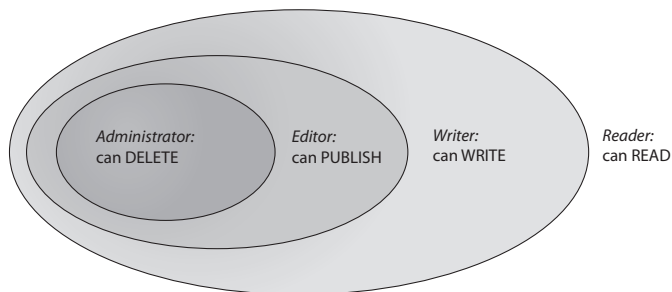 Administrator:
can DELETE
Editor:
can PUBLISH
Writer:
can WRITE
Reader:
can READ